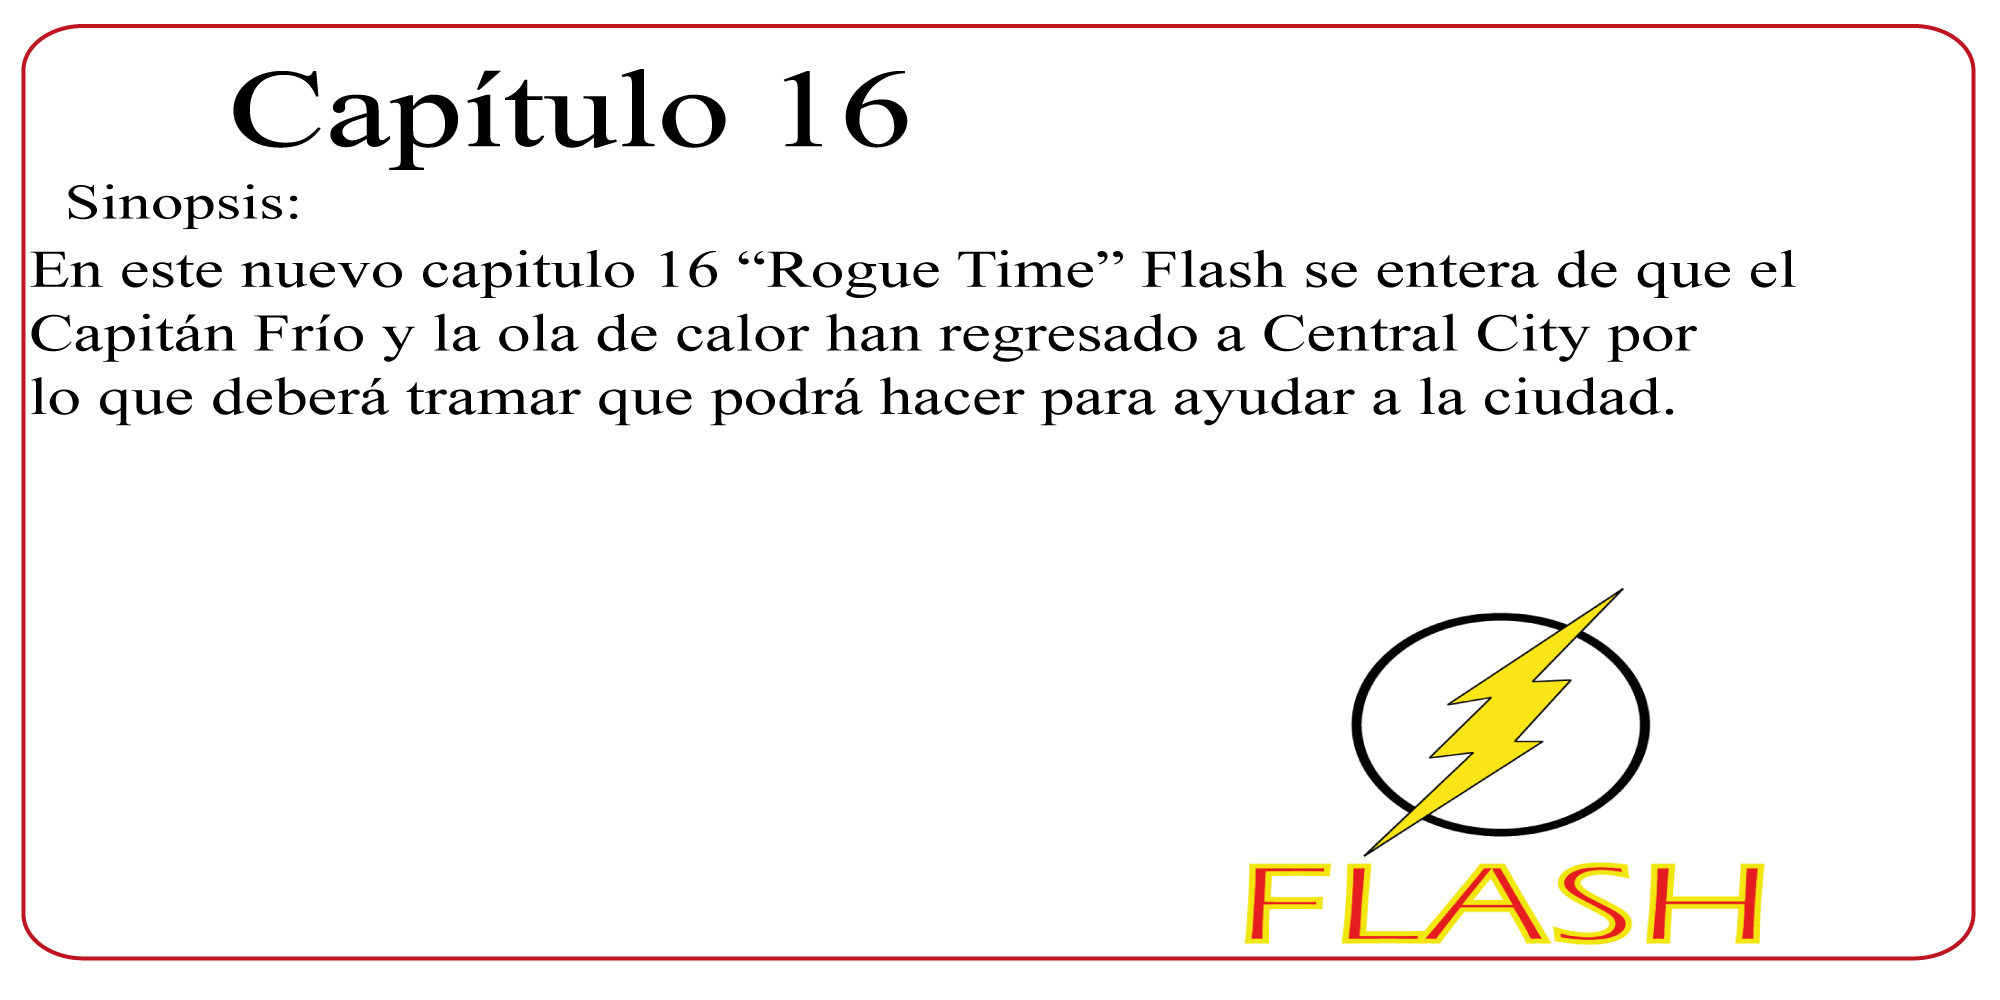 Capítulo 16
Sinopsis:
En este nuevo capitulo 16 “Rogue Time” Flash se entera de que el
Capitán Frío y la ola de calor han regresado a Central City por
lo que deberá tramar que podrá hacer para ayudar a la ciudad.
FLASH